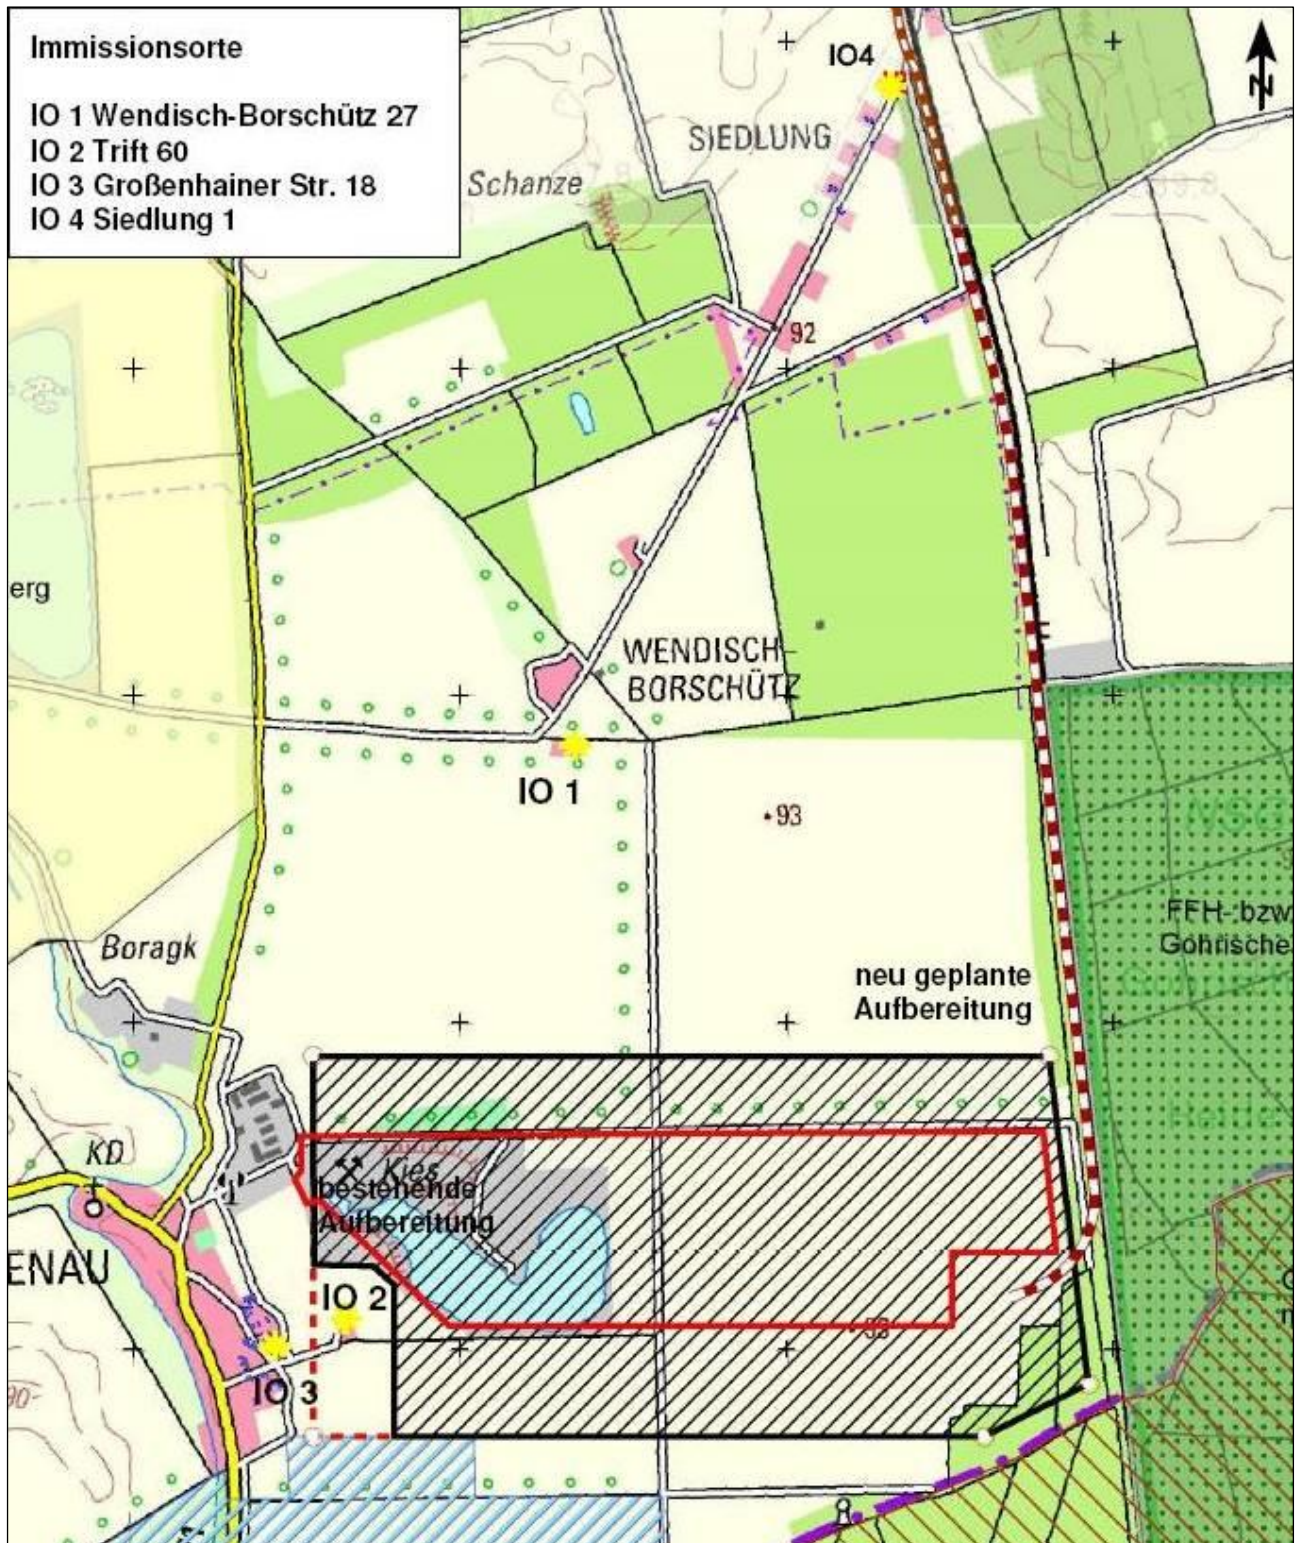 Immissionsorte
IO 1 Wendisch-Borschütz 27
IO 2 Trift 60
IO 3 Großenhainer Str. 18
IO 4 Siedlung 1
IO4
N
SIEDLUNG
Schanze
92
erg
WENDISCH-
BORSCHÜTZ
IO 1
93
Boragk
FFH- bzw
Gohrische
neu geplante
Aufbereitung
KD
Kies
bestehende
Aufbereitung
ENAU
IO 2
IO 3
93